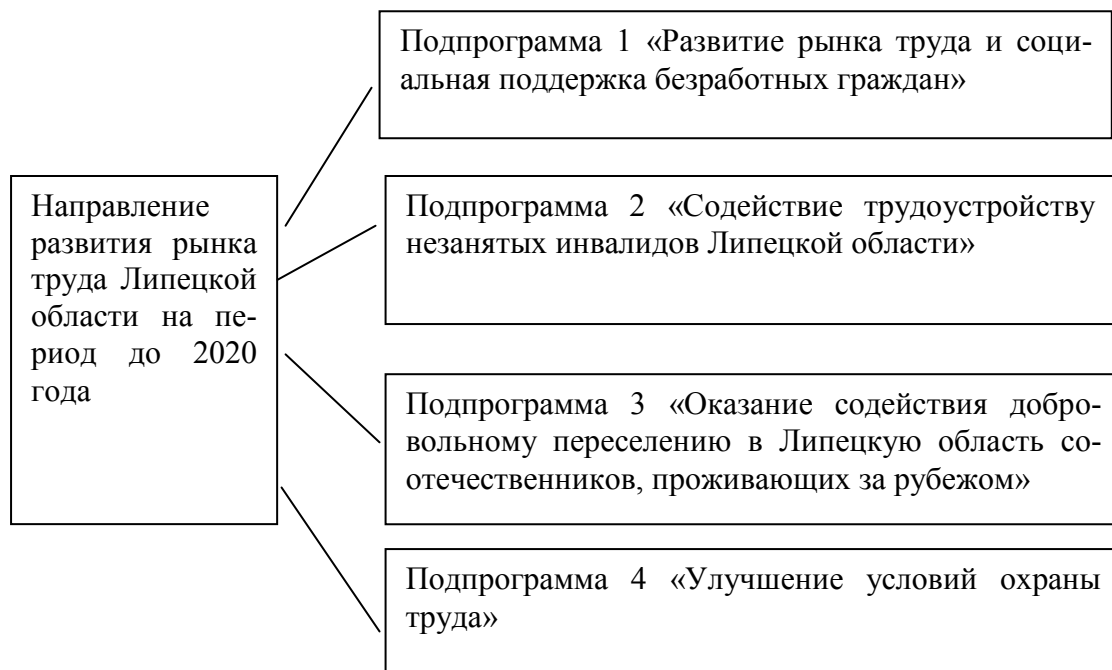 Подпрограмма 1 «Развитие рынка труда и соци-
альная поддержка безработных граждан»
Направление
развития рынка
труда Липецкой
области на пе-
риод до 2020
года
Подпрограмма 2 «Содействие трудоустройству
незанятых инвалидов Липецкой области»
Подпрограмма 3 «Оказание содействия добро-
вольному переселению в Липецкую область со-
отечественников, проживающих за рубежом»
Подпрограмма 4 «Улучшение условий охраны
труда»